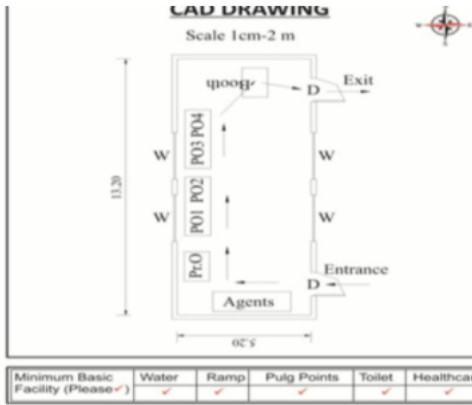 CAD DRAWING
Scale 1cm-2 m
Booth
Exit
D
PO3 PO4
W
W
13.20
PO1 PO2
W
W
Pr.O
Entrance
D
Agents
5.20
Minimum Basic Facility (Please✓)
Water
Ramp
Pulg Points
Toilet
Healthcar
✓
✓
✓
✓
✓